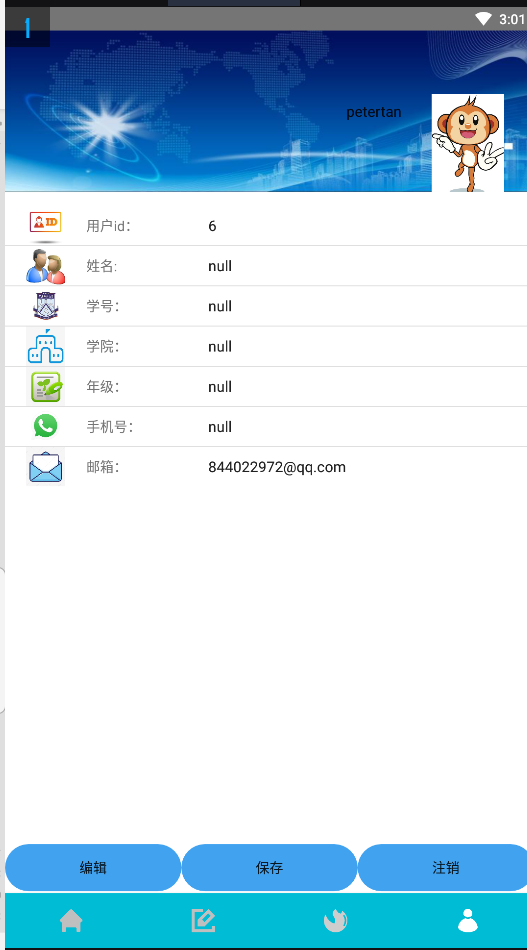 1
3:01
petertan
ID
用户id: 6
姓名: null
学号: null
学院: null
年级: null
手机号: null
邮箱: 844022972@qq.com
编辑 保存 注销